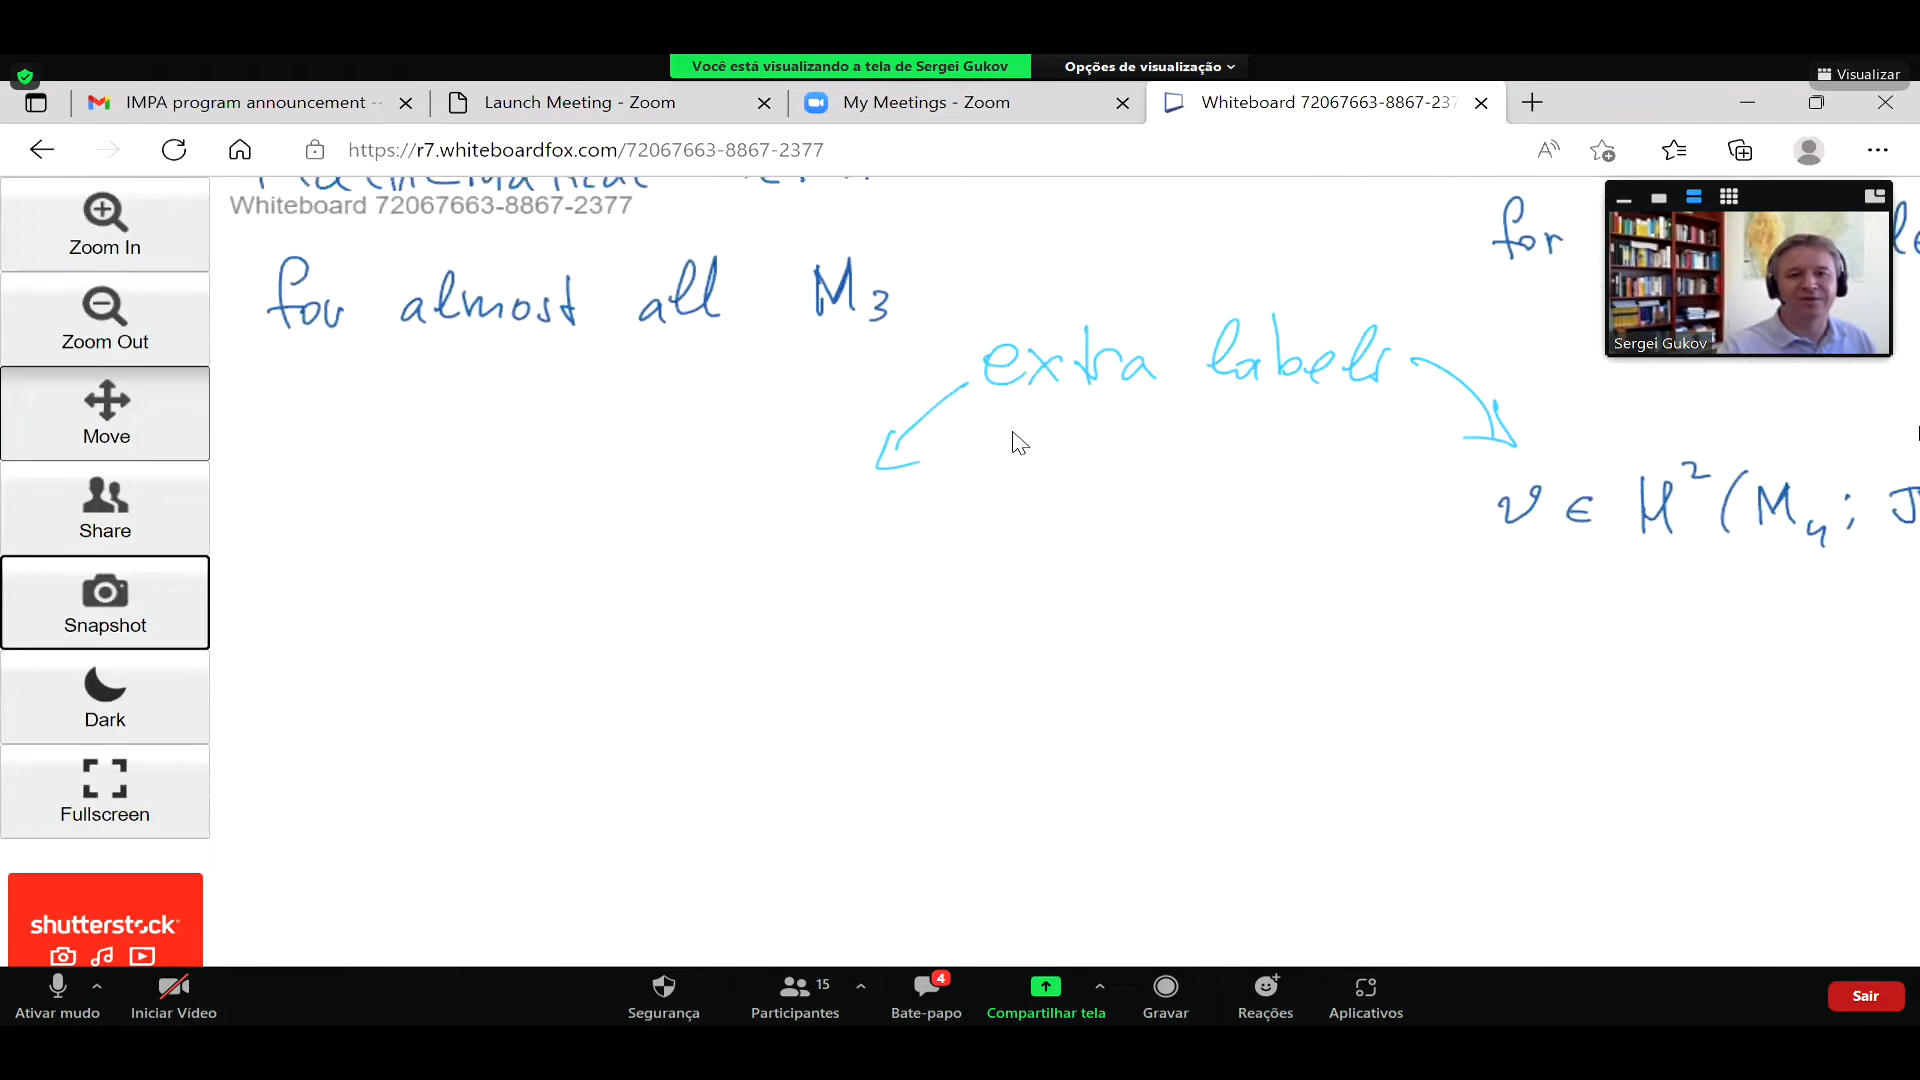 Você está visualizando a tela de Sergei Gukov
Opções de visualização
Visualizar
IMPA program announcement -
Launch Meeting - Zoom
My Meetings - Zoom
Whiteboard 72067663-8867-237
https://r7.whiteboardfox.com/72067663-8867-2377
Whiteboard 72067663-8867-2377
Zoom In
Zoom Out
Move
Share
Snapshot
Dark
Fullscreen
for almost all M₃
for
extra labels
v ∈ H²(M₄;
Sergei Gukov
shutterstock
Ativar mudo
Iniciar Vídeo
Segurança
15
Participantes
4
Bate-papo
Compartilhar tela
Gravar
Reações
Aplicativos
Sair